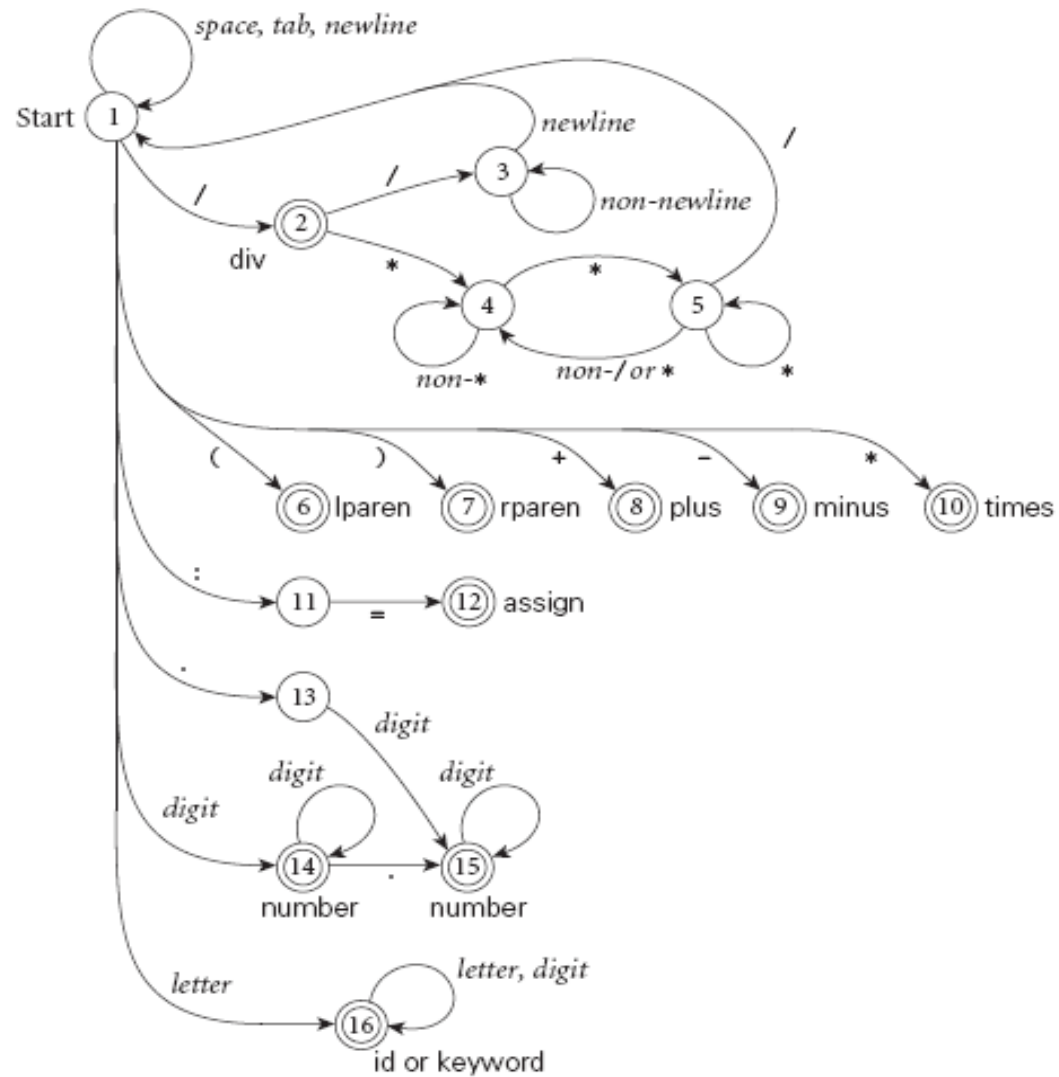 space, tab, newline
Start 1
newline
/
/
3
/
non-newline
2
div
*
*
4
5
non-*
non-/ or *
*
( ) + - *
6 lparen 7 rparen 8 plus 9 minus 10 times
:
11 = 12 assign
.
13
digit
digit digit
digit
14 . 15
number number
letter
letter, digit
16
id or keyword